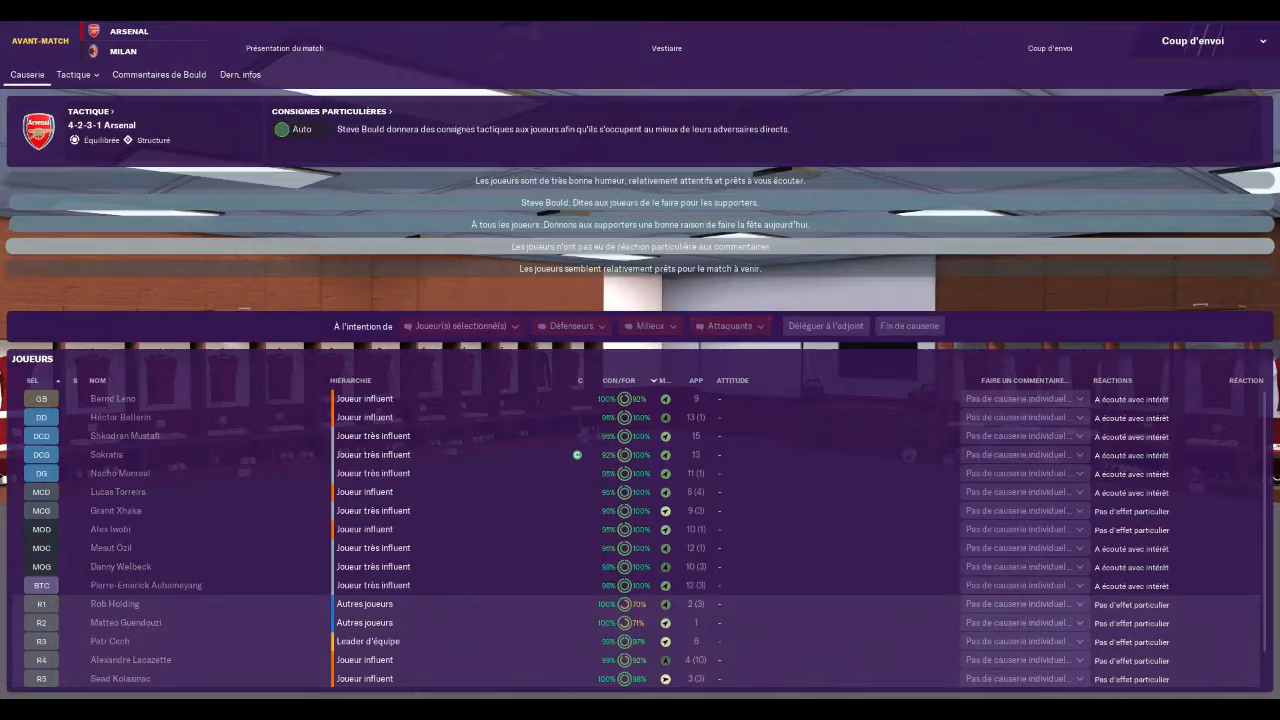 AVANT-MATCH
ARSENAL
MILAN
Présentation du match Vestiaire Coup d'envoi
Coup d'envoi
Causerie Tactique Commentaires de Bould Dern. infos
Arsenal
TACTIQUE
4-2-3-1 Arsenal
Équilibrée Structuré
CONSIGNES PARTICULIÈRES
Auto Steve Bould donnera des consignes tactiques aux joueurs afin qu'ils s'occupent au mieux de leurs adversaires directs.
Les joueurs sont de très bonne humeur, relativement attentifs et prêts à vous écouter.
Steve Bould: Dites aux joueurs de le faire pour les supporters.
À tous les joueurs :Donnons aux supporters une bonne raison de faire la fête aujourd'hui.
Les joueurs n'ont pas eu de réaction particulière aux commentaires
Les joueurs semblent relativement prêts pour le match à venir.
À l'intention de Joueur(s) sélectionné(s) Défenseurs Milieux Attaquants Déléguer à l'adjoint Fin de causerie
JOUEURS
SÉL S NOM HIÉRARCHIE C CON/FOR M... APP ATTITUDE FAIRE UN COMMENTAIRE... RÉACTIONS RÉACTION
GB Bernd Leno Joueur influent 100% 92% 9 - Pas de causerie individuel... A écouté avec intérêt
DD Héctor Bellerín Joueur influent 96% 100% 13 (1) - Pas de causerie individuel... A écouté avec intérêt
DCD Shkodran Mustafi Joueur très influent 96% 100% 15 - Pas de causerie individuel... A écouté avec intérêt
DCG Sokratis Joueur très influent C 92% 100% 13 - Pas de causerie individuel... A écouté avec intérêt
DG Nacho Monreal Joueur très influent 95% 100% 11 (1) - Pas de causerie individuel... A écouté avec intérêt
MCD Lucas Torreira Joueur influent 95% 100% 8 (4) - Pas de causerie individuel... A écouté avec intérêt
MCG Granit Xhaka Joueur très influent 96% 100% 9 (3) - Pas de causerie individuel... Pas d'effet particulier
MOD Alex Iwobi Joueur influent 95% 100% 10 (1) - Pas de causerie individuel... Pas d'effet particulier
MOC Mesut Özil Joueur très influent 96% 100% 12 (1) - Pas de causerie individuel... A écouté avec intérêt
MOG Danny Welbeck Joueur très influent 98% 100% 10 (3) - Pas de causerie individuel... A écouté avec intérêt
BTC Pierre-Emerick Aubameyang Joueur très influent 98% 100% 12 (3) - Pas de causerie individuel... A écouté avec intérêt
R1 Rob Holding Autres joueurs 100% 70% 2 (3) - Pas de causerie individuel... Pas d'effet particulier
R2 Matteo Guendouzi Autres joueurs 100% 71% 1 - Pas de causerie individuel... Pas d'effet particulier
R3 Petr Cech Leader d'équipe 99% 97% 6 - Pas de causerie individuel... Pas d'effet particulier
R4 Alexandre Lacazette Joueur influent 99% 92% 4 (10) - Pas de causerie individuel... Pas d'effet particulier
R5 Sead Kolasinac Joueur influent 100% 98% 3 (3) - Pas de causerie individuel... Pas d'effet particulier